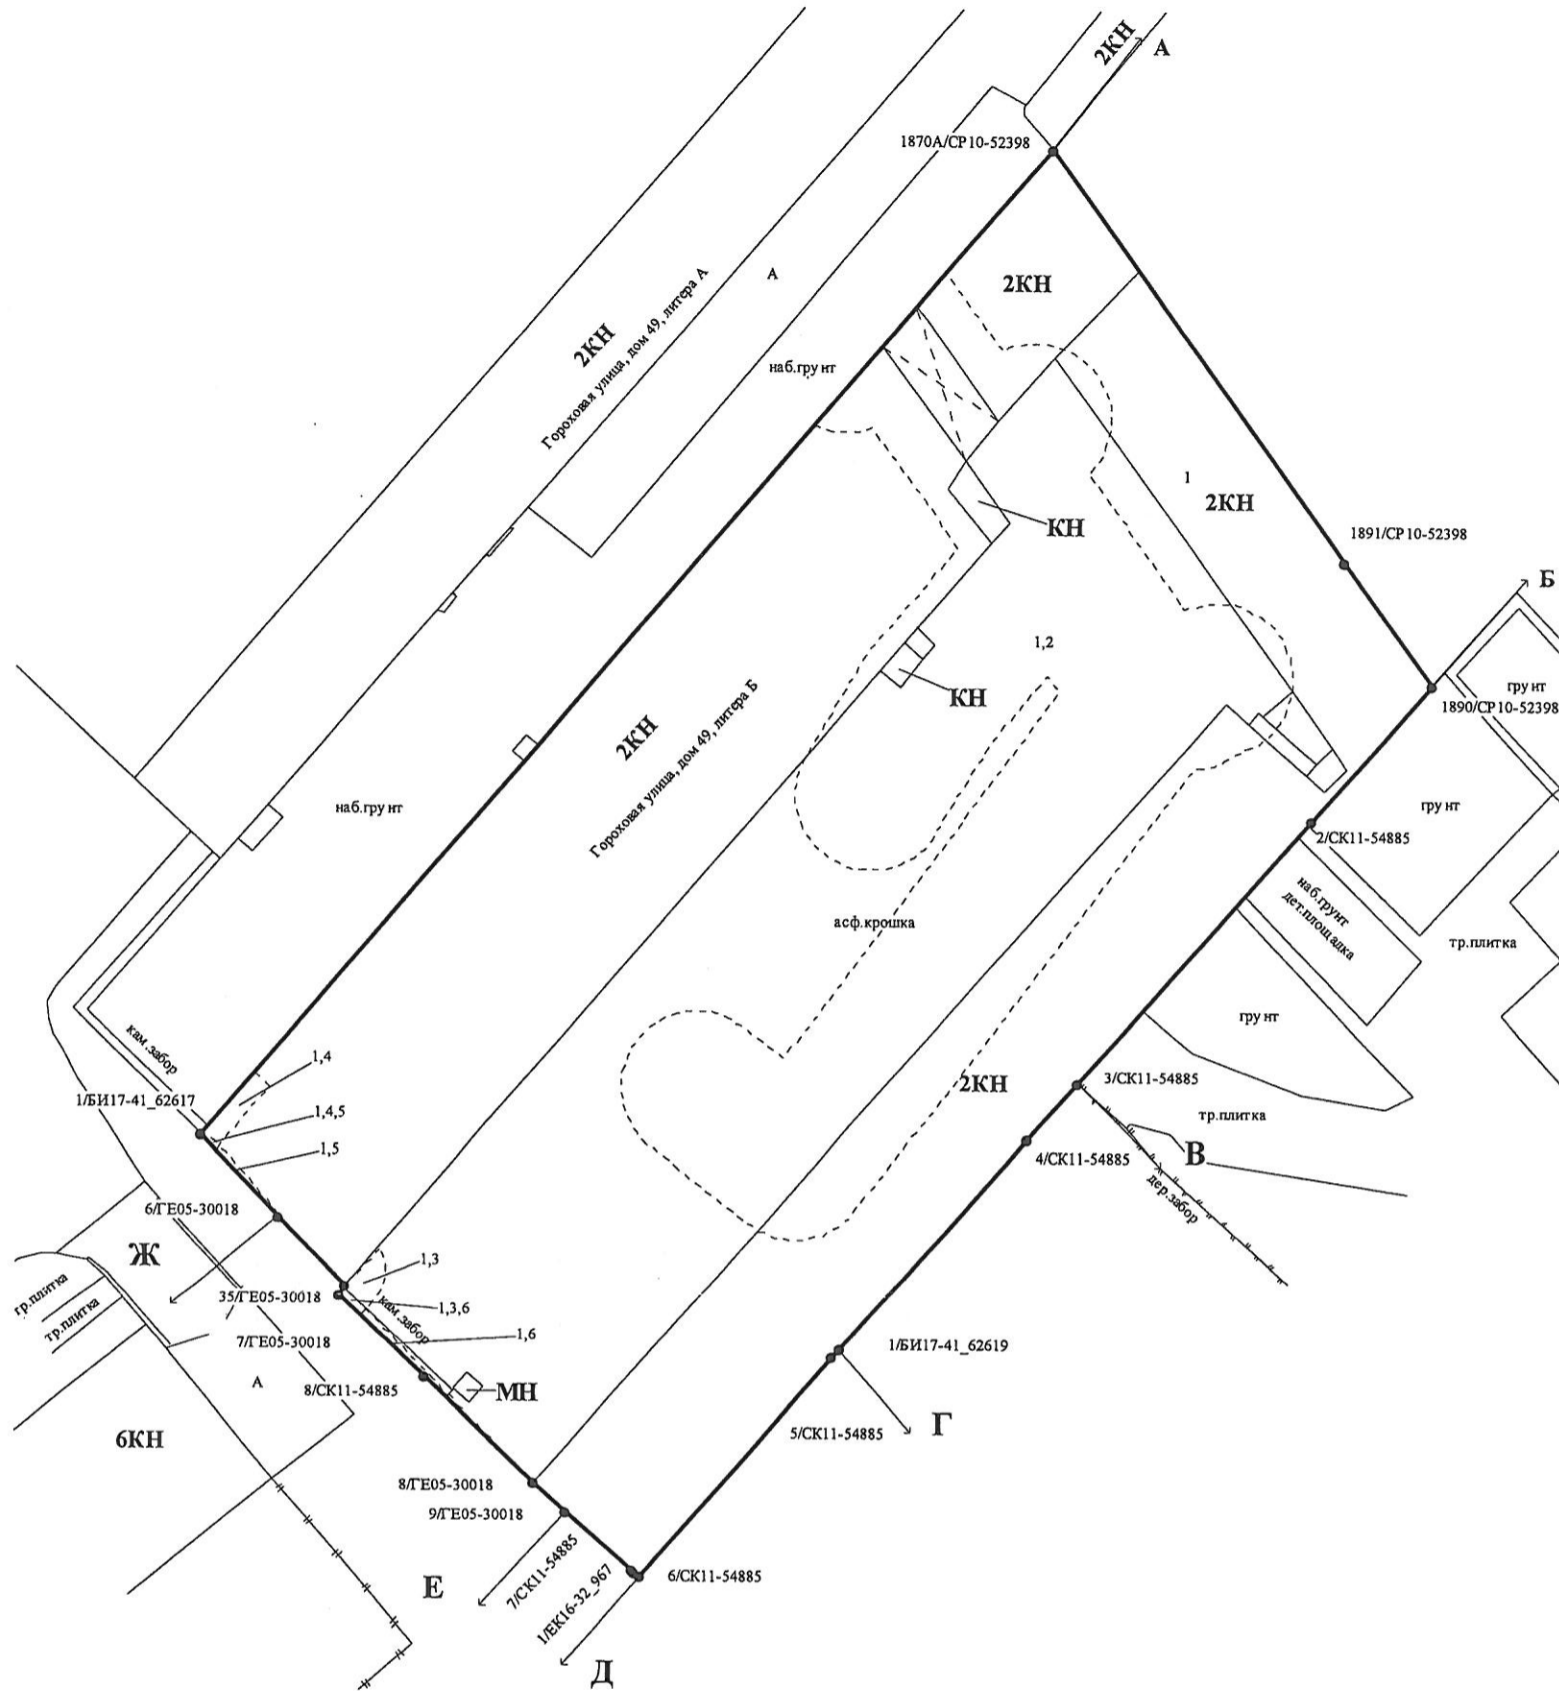 2КН
А
1870А/СР10-52398
2КН
А
2КН
Гороховая улица, дом 49, литера А
наб.грунт
1
2КН
КН
1891/СР10-52398
Б
1,2
КН
грунт
1890/СР10-52398
2КН
Гороховая улица, дом 49, литера Б
наб.грунт
грунт
2/СК11-54885
наб.грунт
дет.площадка
асф.крошка
тр.плитка
грунт
кам.забор
1,4
2КН
3/СК11-54885
1/БИ17-41_62617
1,4,5
тр.плитка
1,5
4/СК11-54885
В
дер.забор
6/ГЕ05-30018
Ж
1,3
гр.плитка
35/ГЕ05-30018
кам.забор
1,3,6
тр.плитка
7/ГЕ05-30018
1,6
1/БИ17-41_62619
А
8/СК11-54885
МН
Г
6КН
5/СК11-54885
8/ГЕ05-30018
9/ГЕ05-30018
Е
7/СК11-54885
6/СК11-54885
1/ЕК16-32_967
Д